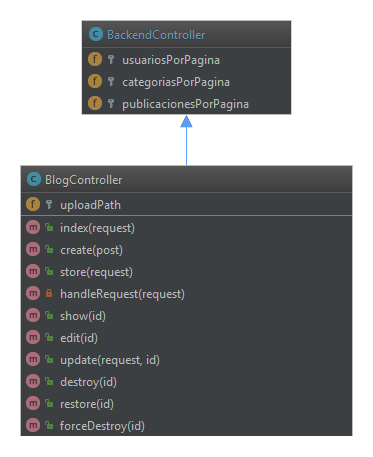 C BackendController
f usuariosPorPagina
f categoriasPorPagina
f publicacionesPorPagina
C BlogController
f uploadPath
m index(request)
m create(post)
m store(request)
m handleRequest(request)
m show(id)
m edit(id)
m update(request, id)
m destroy(id)
m restore(id)
m forceDestroy(id)